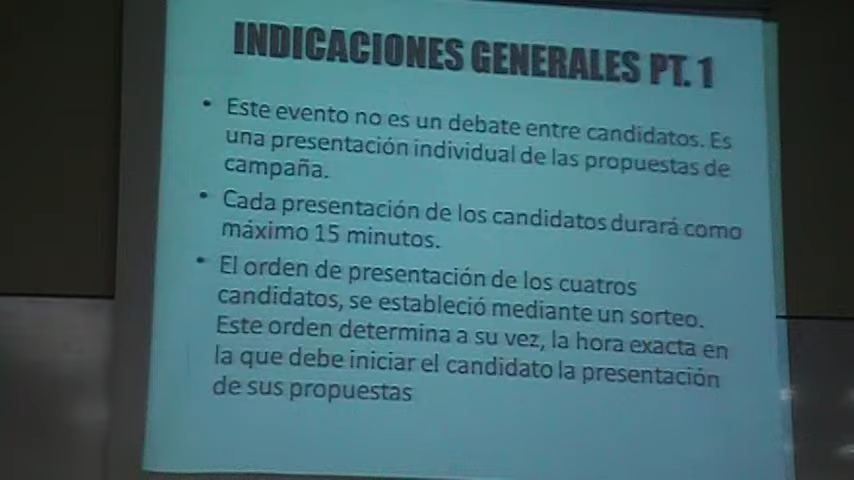 INDICACIONES GENERALES PT. 1
• Este evento no es un debate entre candidatos. Es
una presentación individual de las propuestas de
campaña.
• Cada presentación de los candidatos durará como
máximo 15 minutos.
• El orden de presentación de los cuatros
candidatos, se estableció mediante un sorteo.
Este orden determina a su vez, la hora exacta en
la que debe iniciar el candidato la presentación
de sus propuestas